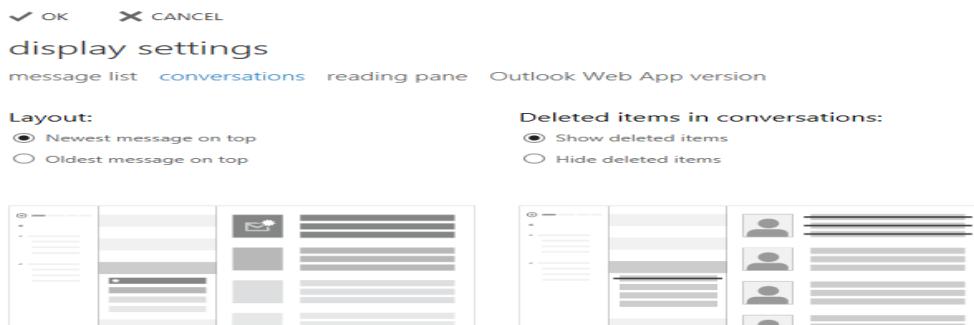 OK CANCEL
display settings
message list conversations reading pane Outlook Web App version
Layout:
Newest message on top
Oldest message on top
Deleted items in conversations:
Show deleted items
Hide deleted items